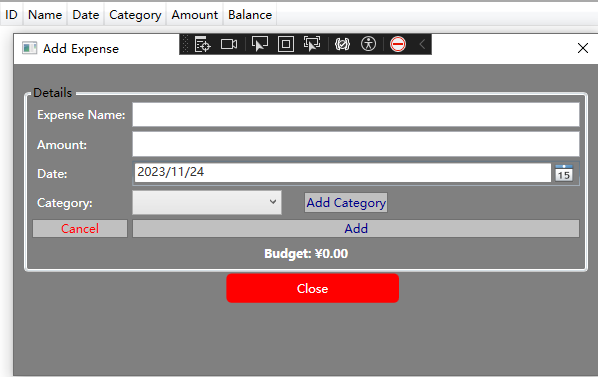 ID Name Date Category Amount Balance
Add Expense
Details
Expense Name:
Amount:
Date: 2023/11/24 15
Category: Add Category
Cancel Add
Budget: ¥0.00
Close